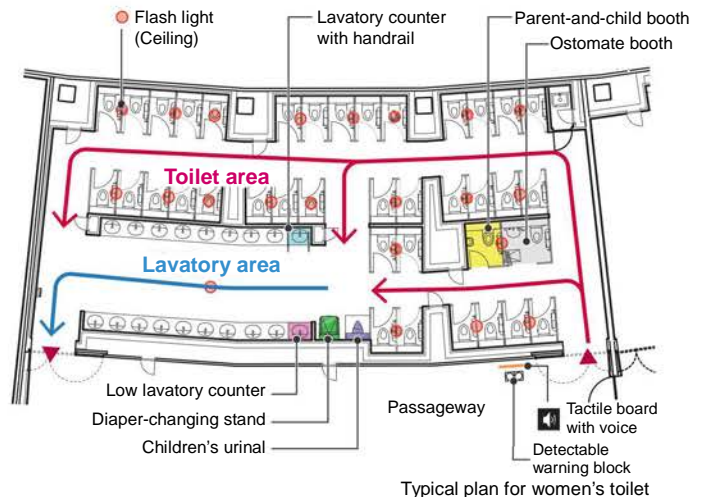 Flash light
(Ceiling)
Lavatory counter
with handrail
Parent-and-child booth
Ostomate booth
Toilet area
Lavatory area
Low lavatory counter
Diaper-changing stand
Children's urinal
Passageway
Tactile board
with voice
Detectable
warning block
Typical plan for women's toilet